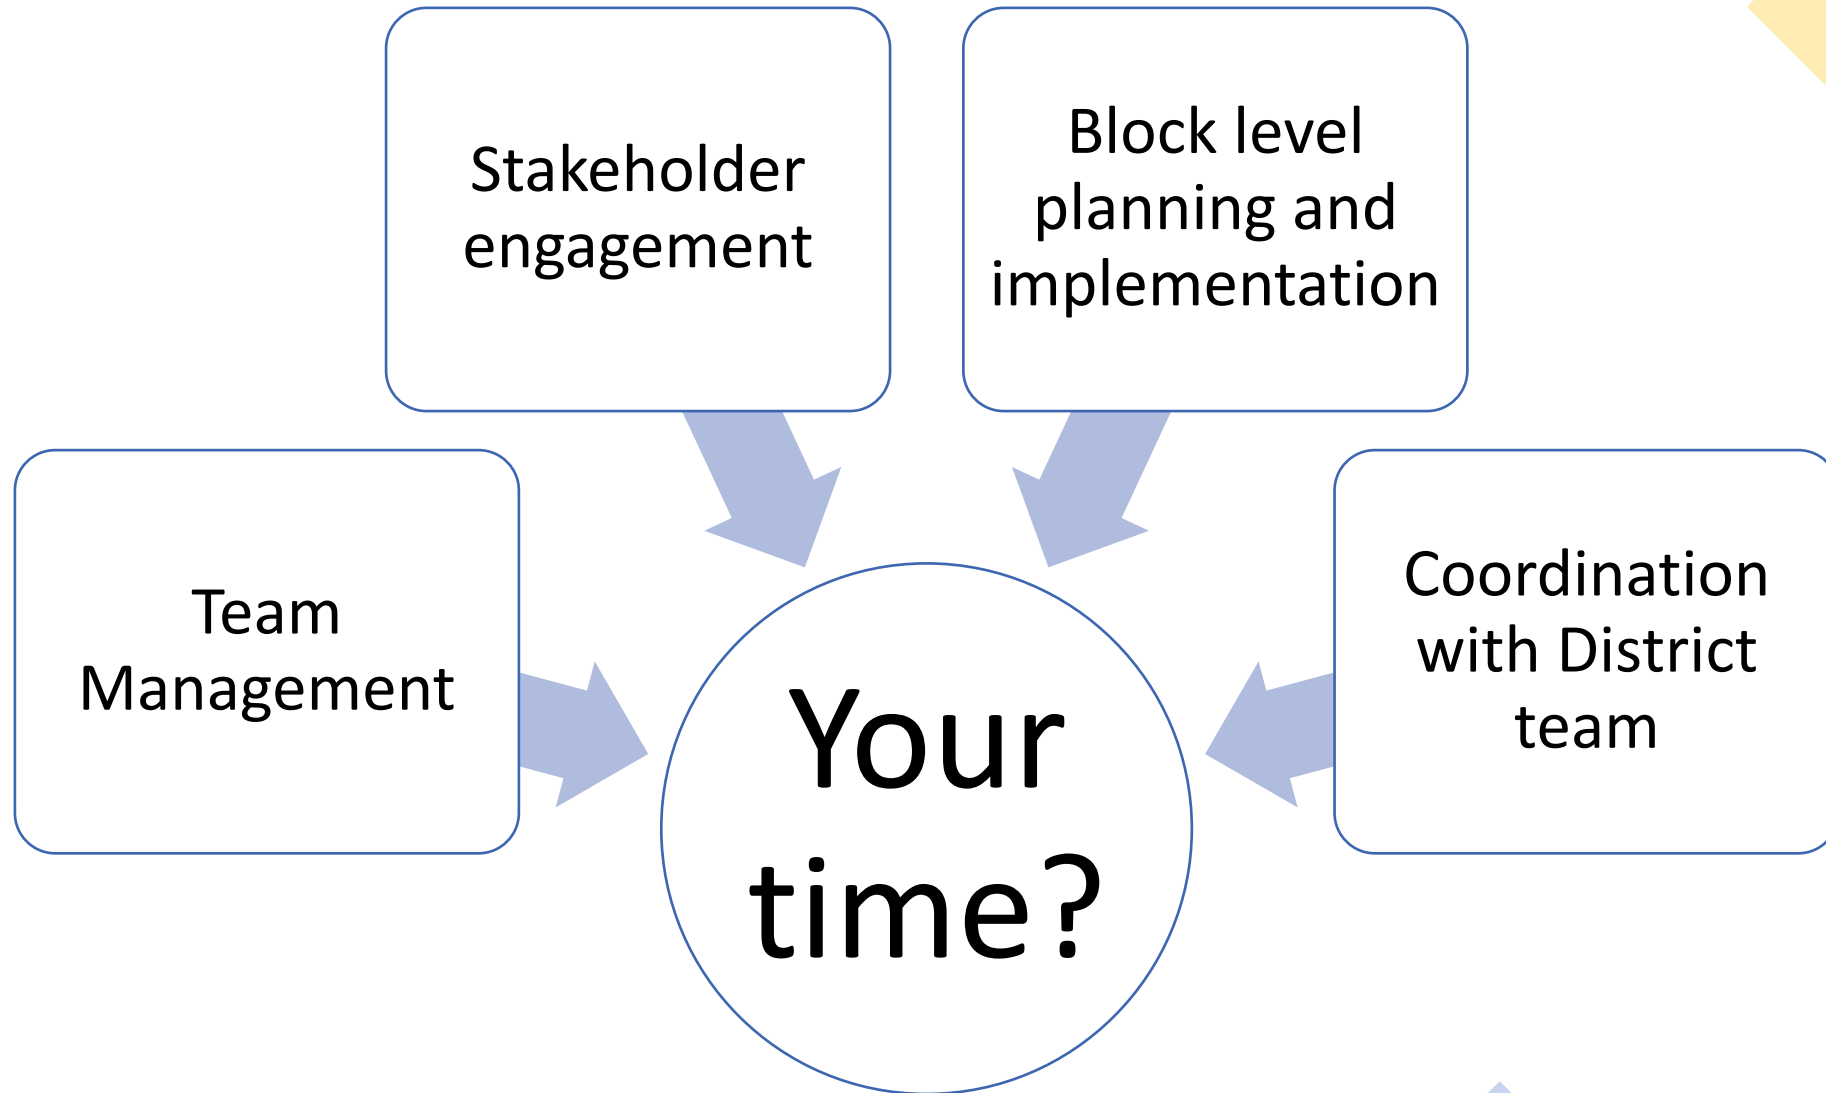 Stakeholder
engagement
Block level
planning and
implementation
Team
Management
Coordination
with District
team
Your
time?